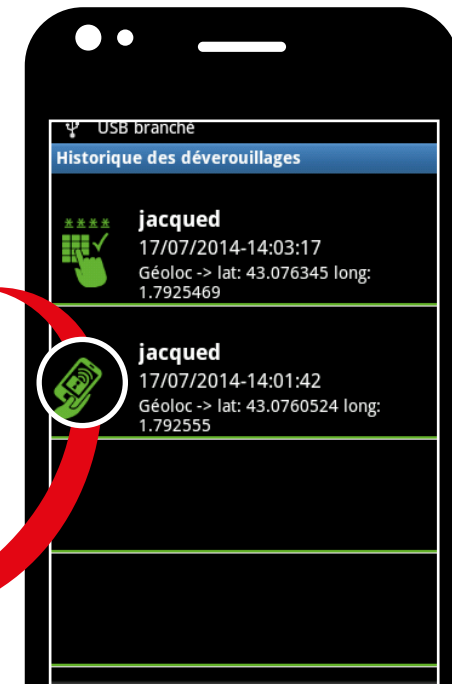 USB branché
Historique des déverouillages
****
jacqued
17/07/2014-14:03:17
Géoloc -> lat: 43.076345 long:
1.7925469
jacqued
17/07/2014-14:01:42
Géoloc -> lat: 43.0760524 long:
1.792555